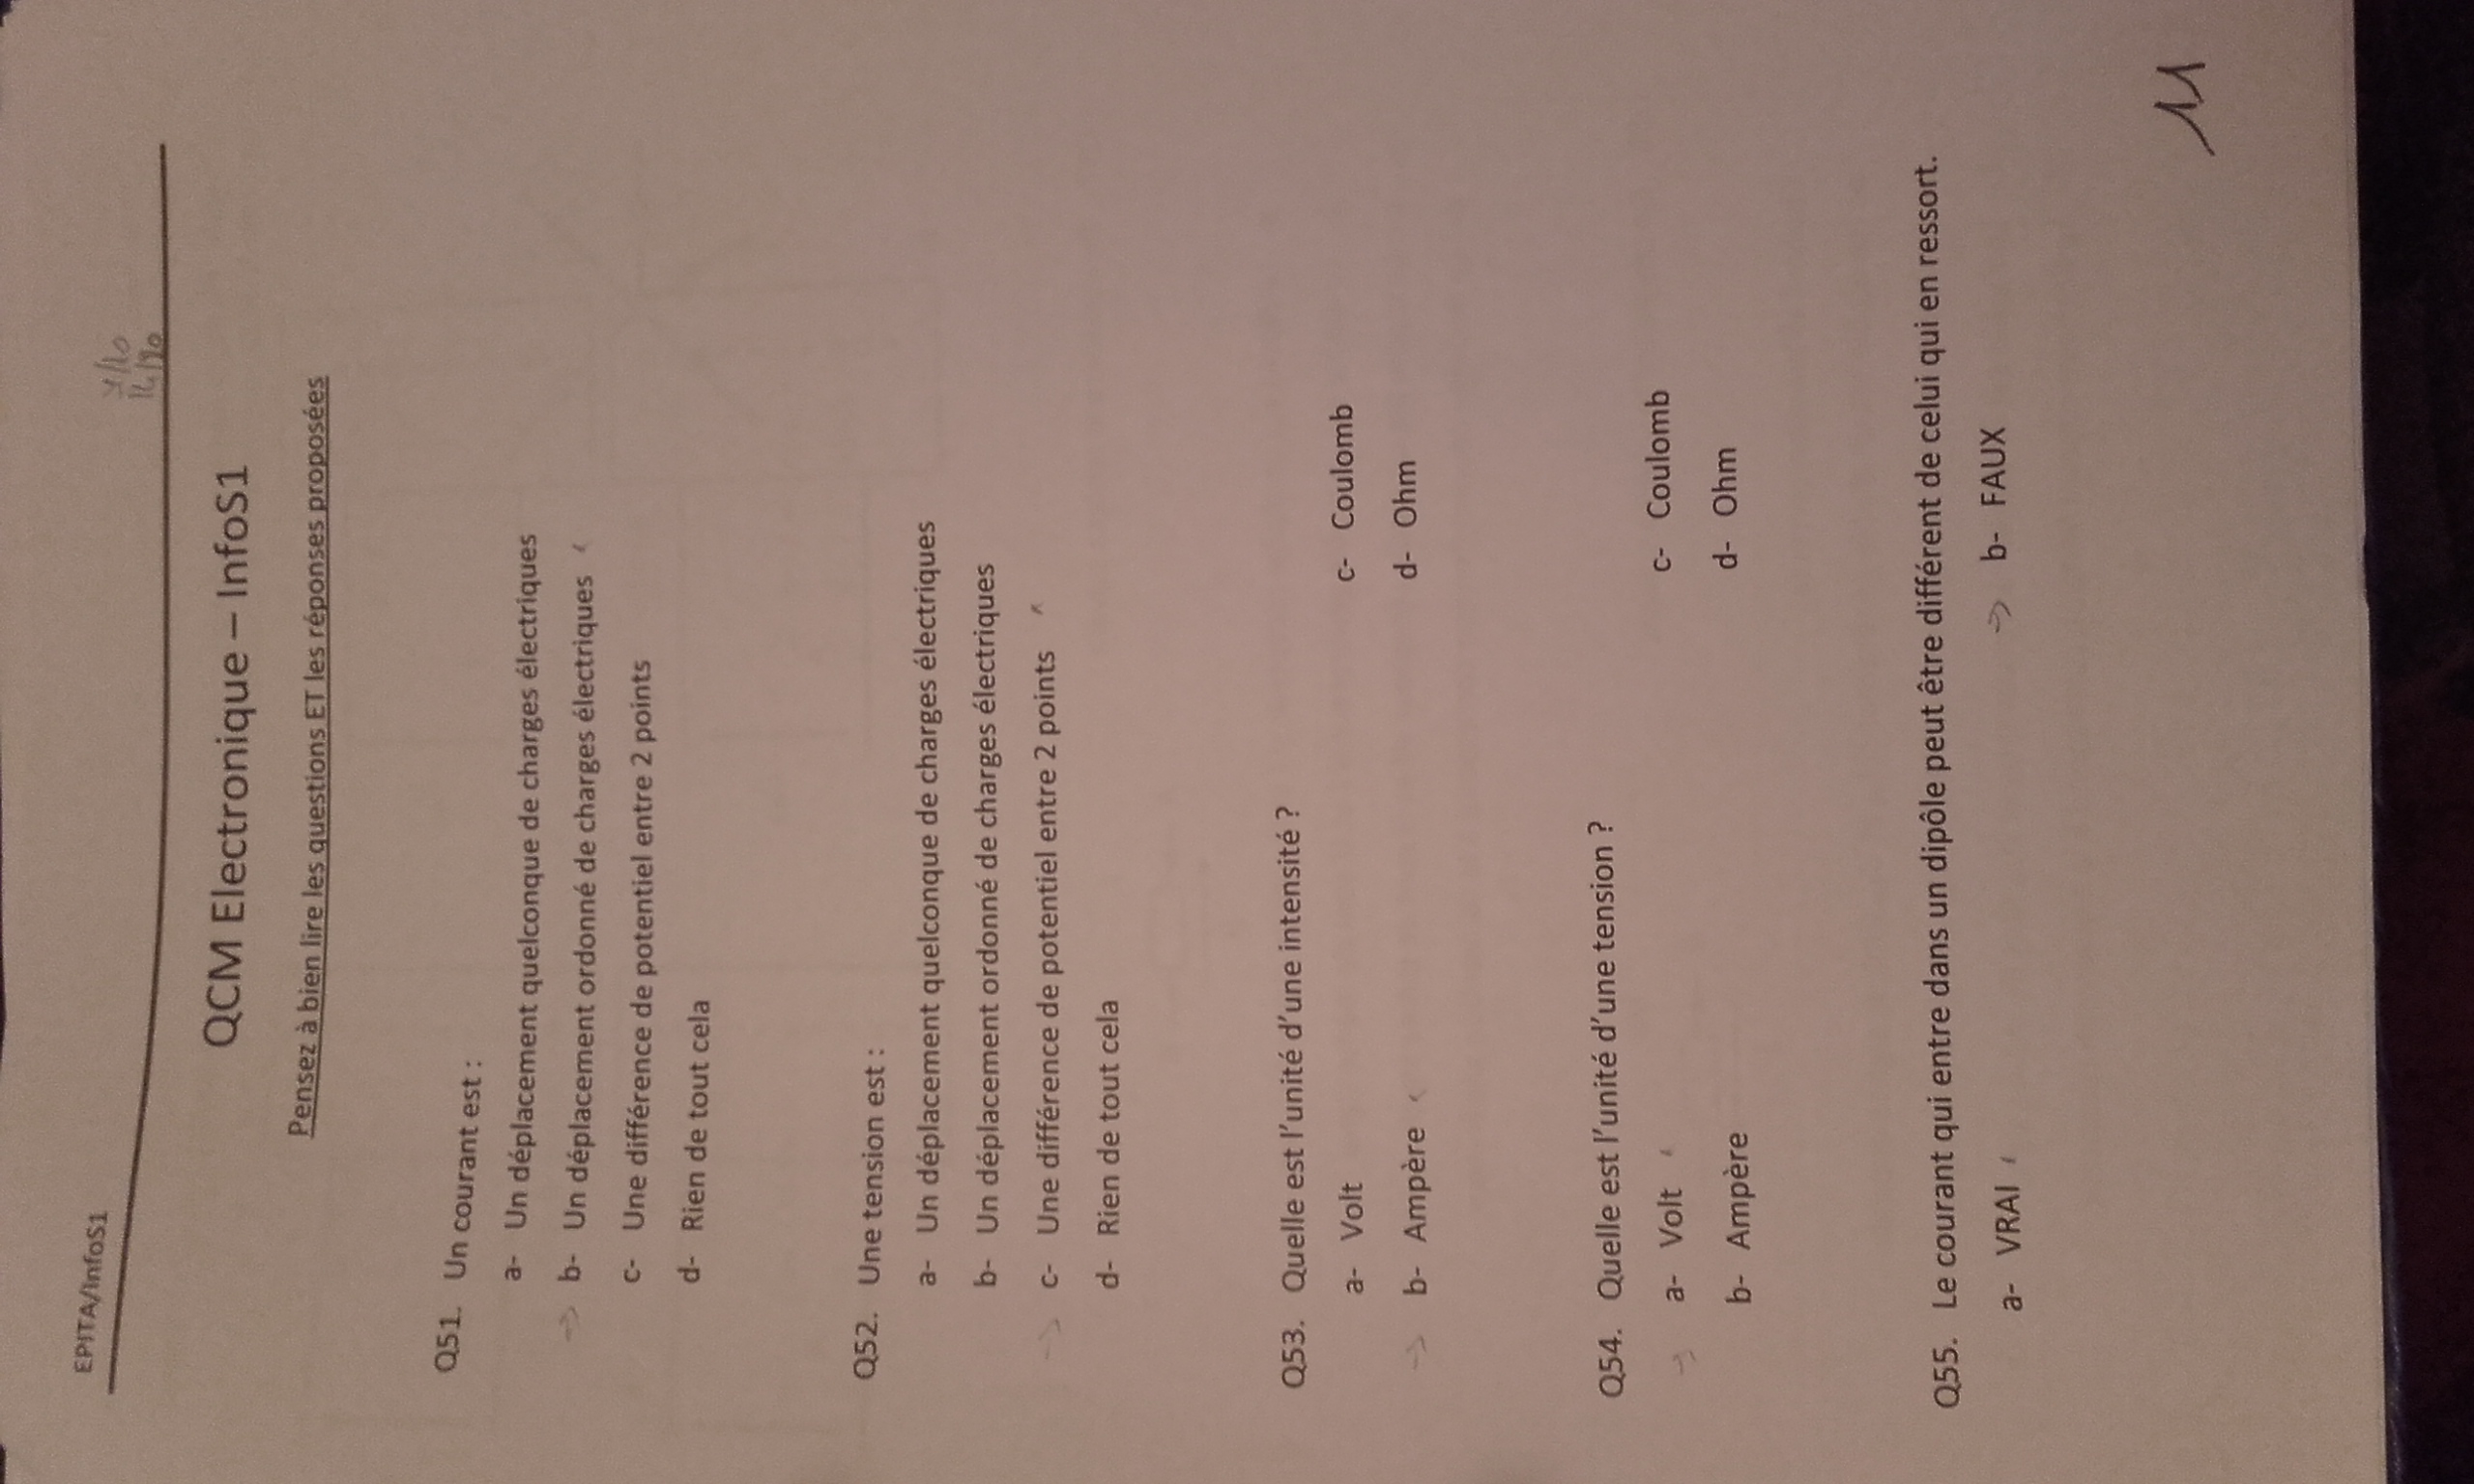 EPITA/InfoS1
14/20
QCM Electronique – InfoS1
Pensez à bien lire les questions ET les réponses proposées
Q51. Un courant est :
a- Un déplacement quelconque de charges électriques
b- Un déplacement ordonné de charges électriques
c- Une différence de potentiel entre 2 points
d- Rien de tout cela
Q52. Une tension est :
a- Un déplacement quelconque de charges électriques
b- Un déplacement ordonné de charges électriques
c- Une différence de potentiel entre 2 points
d- Rien de tout cela
Q53. Quelle est l'unité d'une intensité ?
a- Volt
b- Ampère
c- Coulomb
d- Ohm
Q54. Quelle est l'unité d'une tension ?
a- Volt
b- Ampère
c- Coulomb
d- Ohm
Q55. Le courant qui entre dans un dipôle peut être différent de celui qui en ressort.
a- VRAI
b- FAUX
11